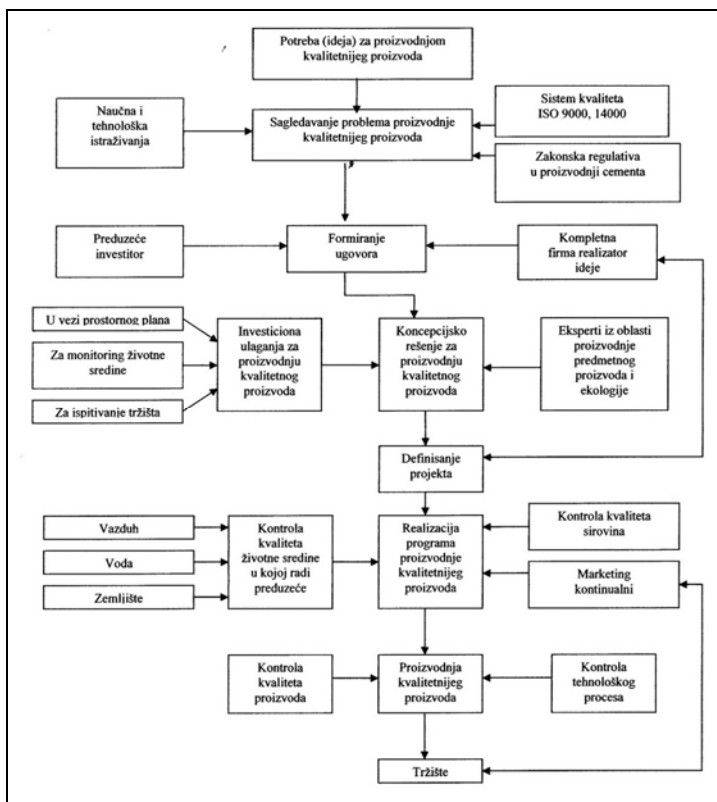 Potreba (ideja) za proizvodnjom
kvalitetnijeg proizvoda
Naučna i
tehnološka
istraživanja
Sagledavanje problema proizvodnje
kvalitetnijeg proizvoda
Sistem kvaliteta
ISO 9000, 14000
Zakonska regulativa
u proizvodnji cementa
Preduzeće
investitor
Formiranje
ugovora
Kompletna
firma realizator
ideje
U vezi prostornog plana
Za monitoring životne
sredine
Za ispitivanje tržišta
Investiciona
ulaganja za
proizvodnju
kvalitetnog
proizvoda
Koncepcijsko
rešenje za
proizvodnju
kvalitetnog
proizvoda
Eksperti iz oblasti
proizvodnje
predmetnog
proizvoda i
ekologije
Definisanje
projekta
Vazduh
Voda
Zemljište
Kontrola
kvaliteta
životne sredine
u kojoj radi
preduzeće
Realizacija
programa
proizvodnje
kvalitetnijeg
proizvoda
Kontrola kvaliteta
sirovina
Marketing
kontinualni
Kontrola
kvaliteta
proizvoda
Proizvodnja
kvalitetnijeg
proizvoda
Kontrola
tehnološkog
procesa
Tržište